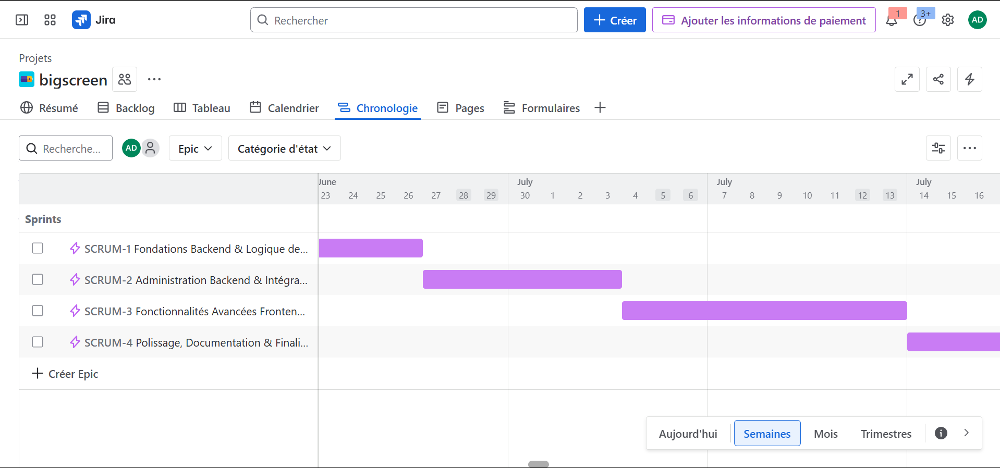 Jira
Rechercher
Créer
Ajouter les informations de paiement
1
3+
AD
Projets
bigscreen
Résumé
Backlog
Tableau
Calendrier
Chronologie
Pages
Formulaires
Recherche...
AD
Epic
Catégorie d'état
June
July
July
July
23 24 25 26 27 28 29 30 1 2 3 4 5 6 7 8 9 10 11 12 13 14 15 16
Sprints
SCRUM-1 Fondations Backend & Logique de...
SCRUM-2 Administration Backend & Intégra...
SCRUM-3 Fonctionnalités Avancées Fronten...
SCRUM-4 Polissage, Documentation & Finali...
Créer Epic
Aujourd'hui
Semaines
Mois
Trimestres